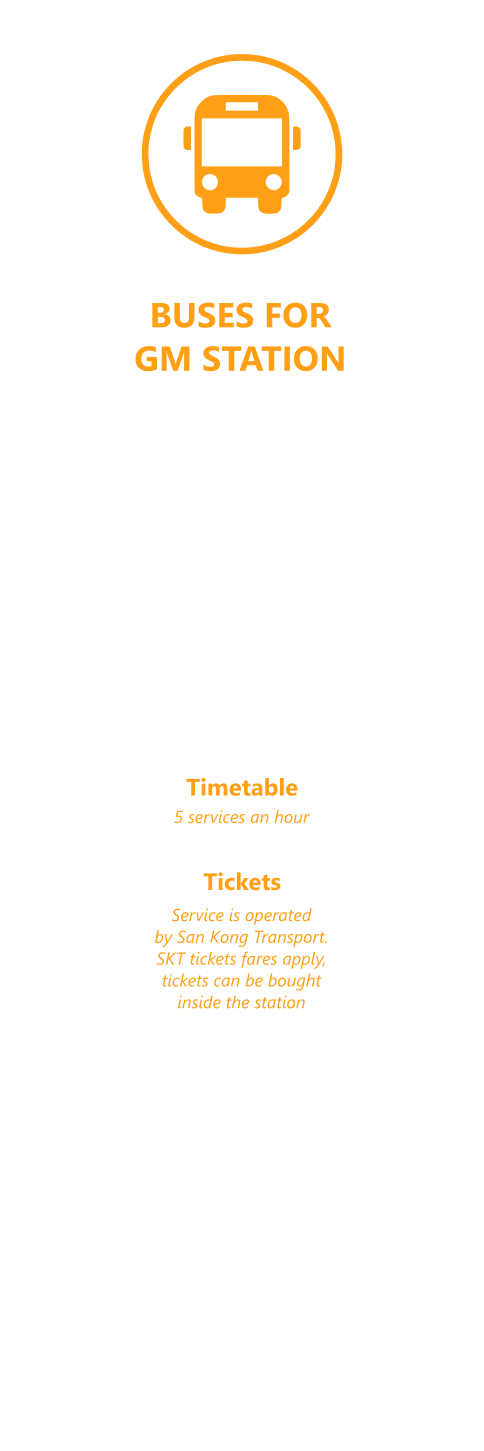 BUSES FOR
GM STATION
Timetable
5 services an hour
Tickets
Service is operated
by San Kong Transport.
SKT tickets fares apply,
tickets can be bought
inside the station